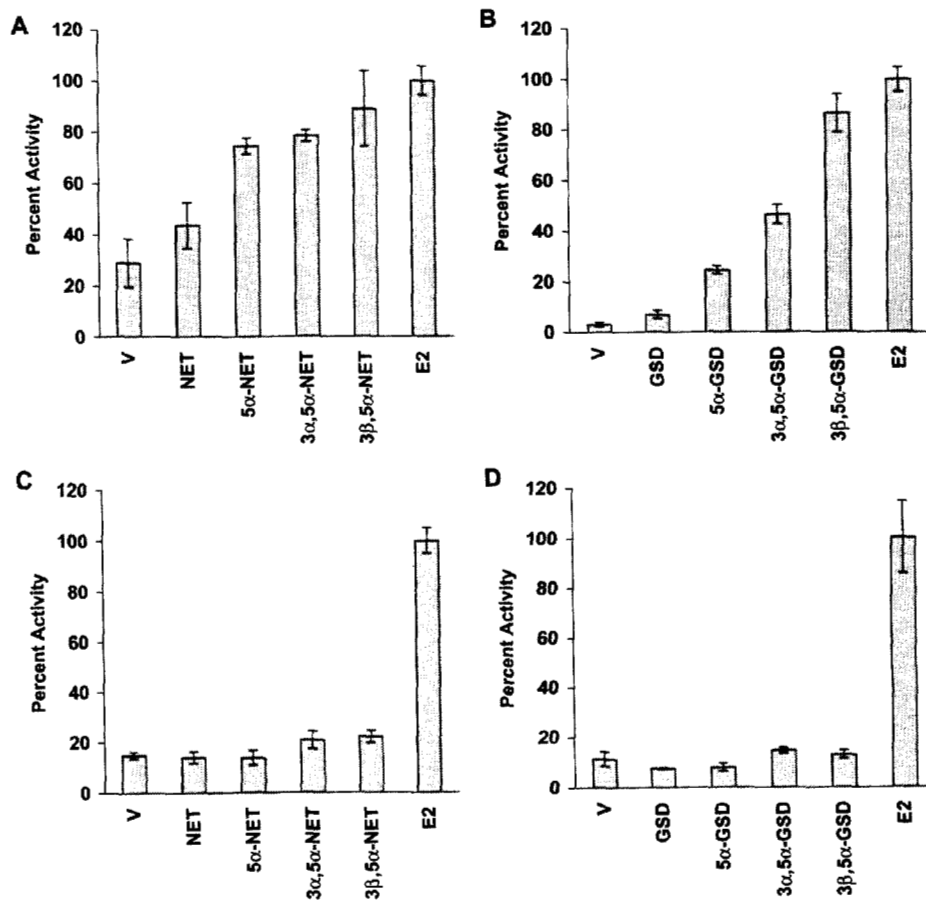 A
Percent Activity
120
100
80
60
40
20
0
V
NET
5α-NET
3α,5α-NET
3β,5α-NET
E2
B
Percent Activity
120
100
80
60
40
20
0
V
GSD
5α-GSD
3α,5α-GSD
3β,5α-GSD
E2
C
Percent Activity
120
100
80
60
40
20
0
V
NET
5α-NET
3α,5α-NET
3β,5α-NET
E2
D
Percent Activity
120
100
80
60
40
20
0
V
GSD
5α-GSD
3α,5α-GSD
3β,5α-GSD
E2